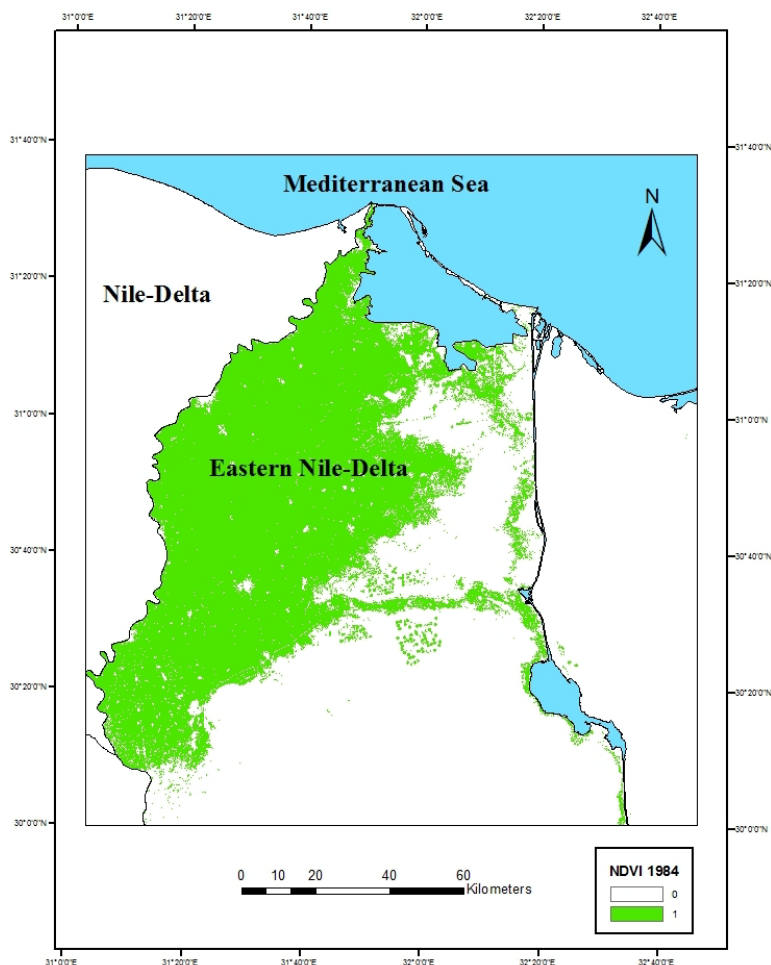 31°0'0"E 31°20'0"E 32°0'0"E 32°20'0"E 32°40'0"E
31°40'0"N 31°40'0"N
Mediterranean Sea
N
31°20'0"N 31°20'0"N
Nile-Delta
31°0'0"N 31°0'0"N
Eastern Nile-Delta
30°40'0"N 30°40'0"N
30°20'0"N 30°20'0"N
30°0'0"N 30°0'0"N
NDVI 1984
0
1
0 10 20 40 60
Kilometers
31°0'0"E 31°20'0"E 31°40'0"E 32°0'0"E 32°20'0"E 32°40'0"E